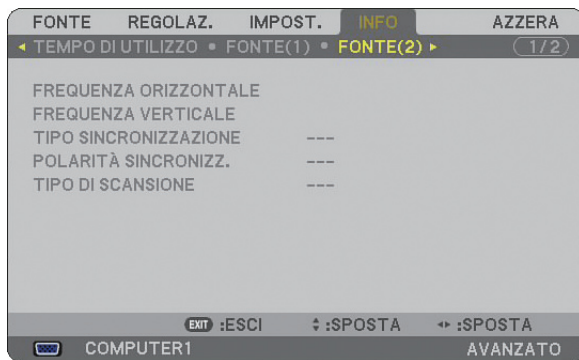 FONTE REGOLAZ. IMPOST. INFO AZZERA
TEMPO DI UTILIZZO • FONTE(1) • FONTE(2) 1/2
FREQUENZA ORIZZONTALE
FREQUENZA VERTICALE
TIPO SINCRONIZZAZIONE ---
POLARITÀ SINCRONIZZ. ---
TIPO DI SCANSIONE ---
EXIT :ESCI :SPOSTA :SPOSTA
COMPUTER1 AVANZATO